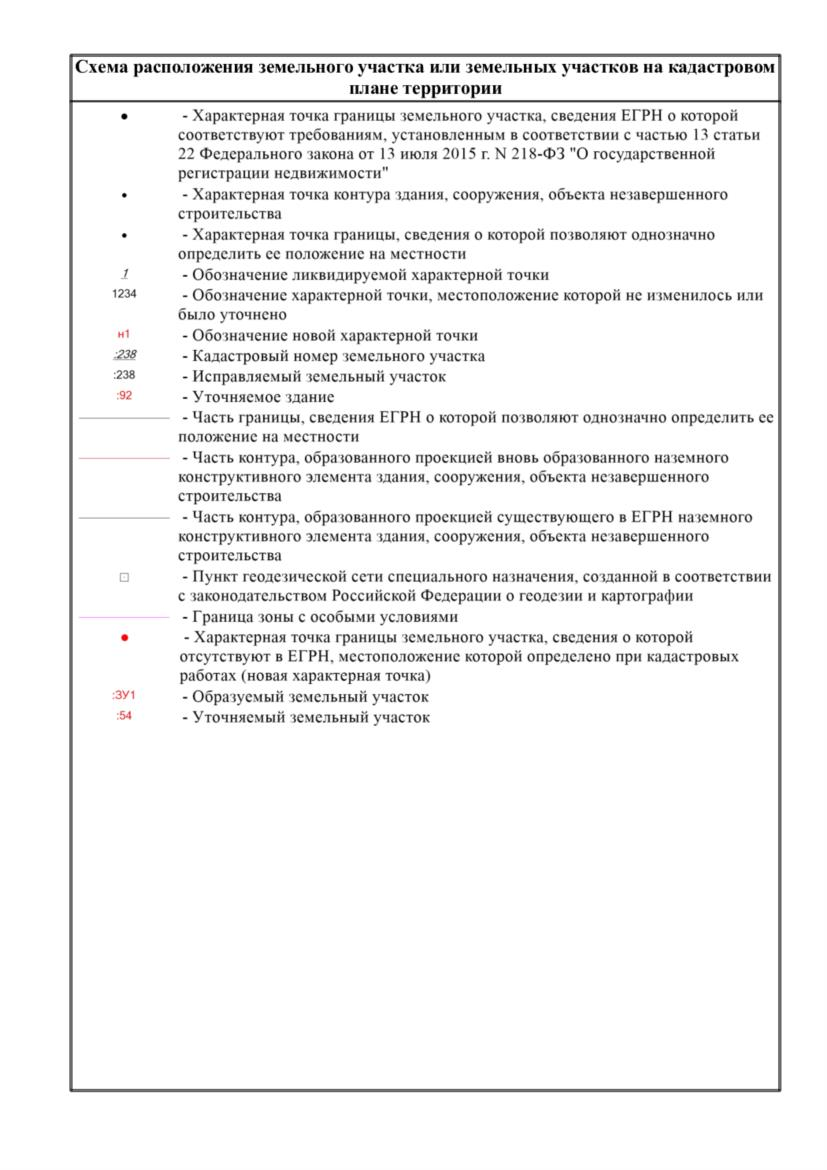 Схема расположения земельного участка или земельных участков на кадастровом
плане территории
- Характерная точка границы земельного участка, сведения ЕГРН о которой
соответствуют требованиям, установленным в соответствии с частью 13 статьи
22 Федерального закона от 13 июля 2015 г. N 218-ФЗ "О государственной
регистрации недвижимости"
- Характерная точка контура здания, сооружения, объекта незавершенного
строительства
- Характерная точка границы, сведения о которой позволяют однозначно
определить ее положение на местности
1 - Обозначение ликвидируемой характерной точки
1234 - Обозначение характерной точки, местоположение которой не изменилось или
было уточнено
н1 - Обозначение новой характерной точки
:238 - Кадастровый номер земельного участка
:238 - Исправляемый земельный участок
:92 - Уточняемое здание
- Часть границы, сведения ЕГРН о которой позволяют однозначно определить ее
положение на местности
- Часть контура, образованного проекцией вновь образованного наземного
конструктивного элемента здания, сооружения, объекта незавершенного
строительства
- Часть контура, образованного проекцией существующего в ЕГРН наземного
конструктивного элемента здания, сооружения, объекта незавершенного
строительства
- Пункт геодезической сети специального назначения, созданной в соответствии
с законодательством Российской Федерации о геодезии и картографии
- Граница зоны с особыми условиями
- Характерная точка границы земельного участка, сведения о которой
отсутствуют в ЕГРН, местоположение которой определено при кадастровых
работах (новая характерная точка)
:ЗУ1 - Образуемый земельный участок
:54 - Уточняемый земельный участок